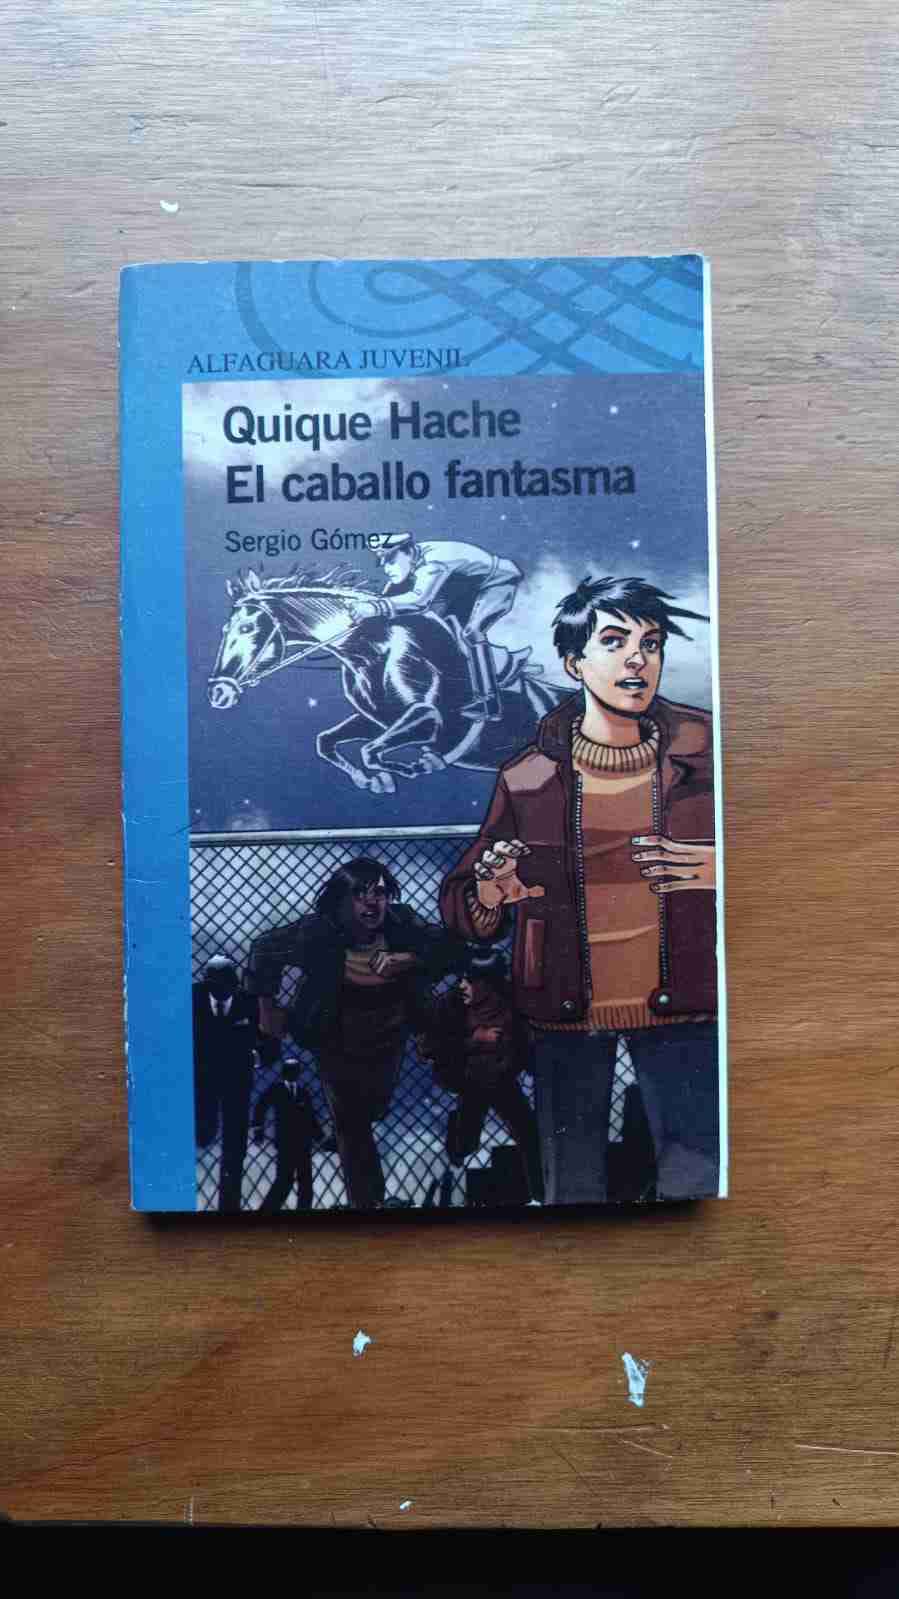 ALFAGUARA JUVENIL
Quique Hache
El caballo fantasma
Sergio Gómez